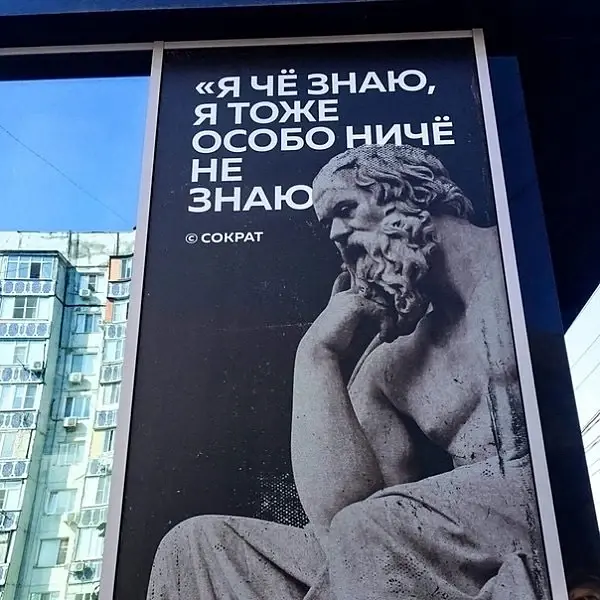 «Я ЧЁ ЗНАЮ,
Я ТОЖЕ
ОСОБО НИЧЁ
НЕ
ЗНАЮ
© СОКРАТ